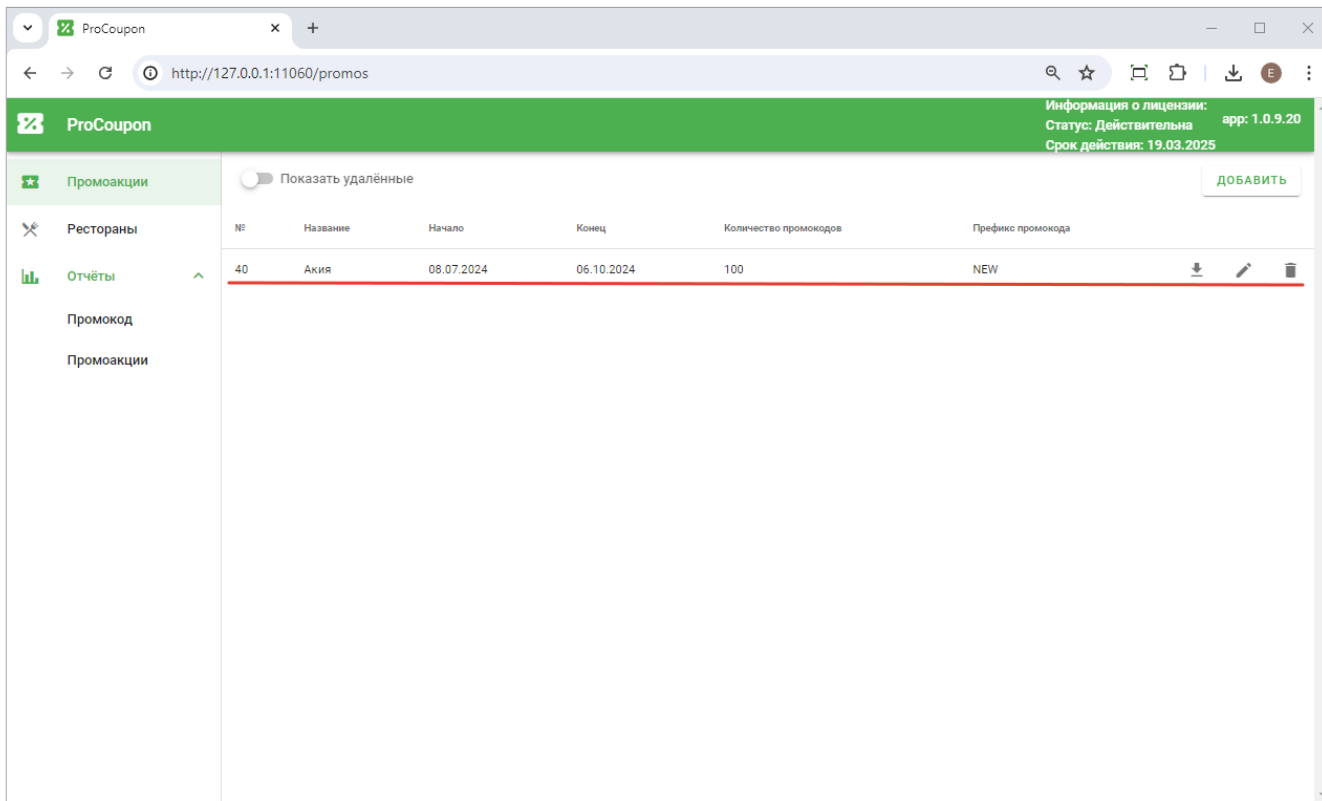 ProCoupon
http://127.0.0.1:11060/promos
E
ProCoupon
Информация о лицензии:
Статус: Действительна
Срок действия: 19.03.2025
app: 1.0.9.20
Промоакции
Рестораны
Отчёты
Промокод
Промоакции
Показать удалённые
ДОБАВИТЬ
№ Название Начало Конец Количество промокодов Префикс промокода
40 Акия 08.07.2024 06.10.2024 100 NEW